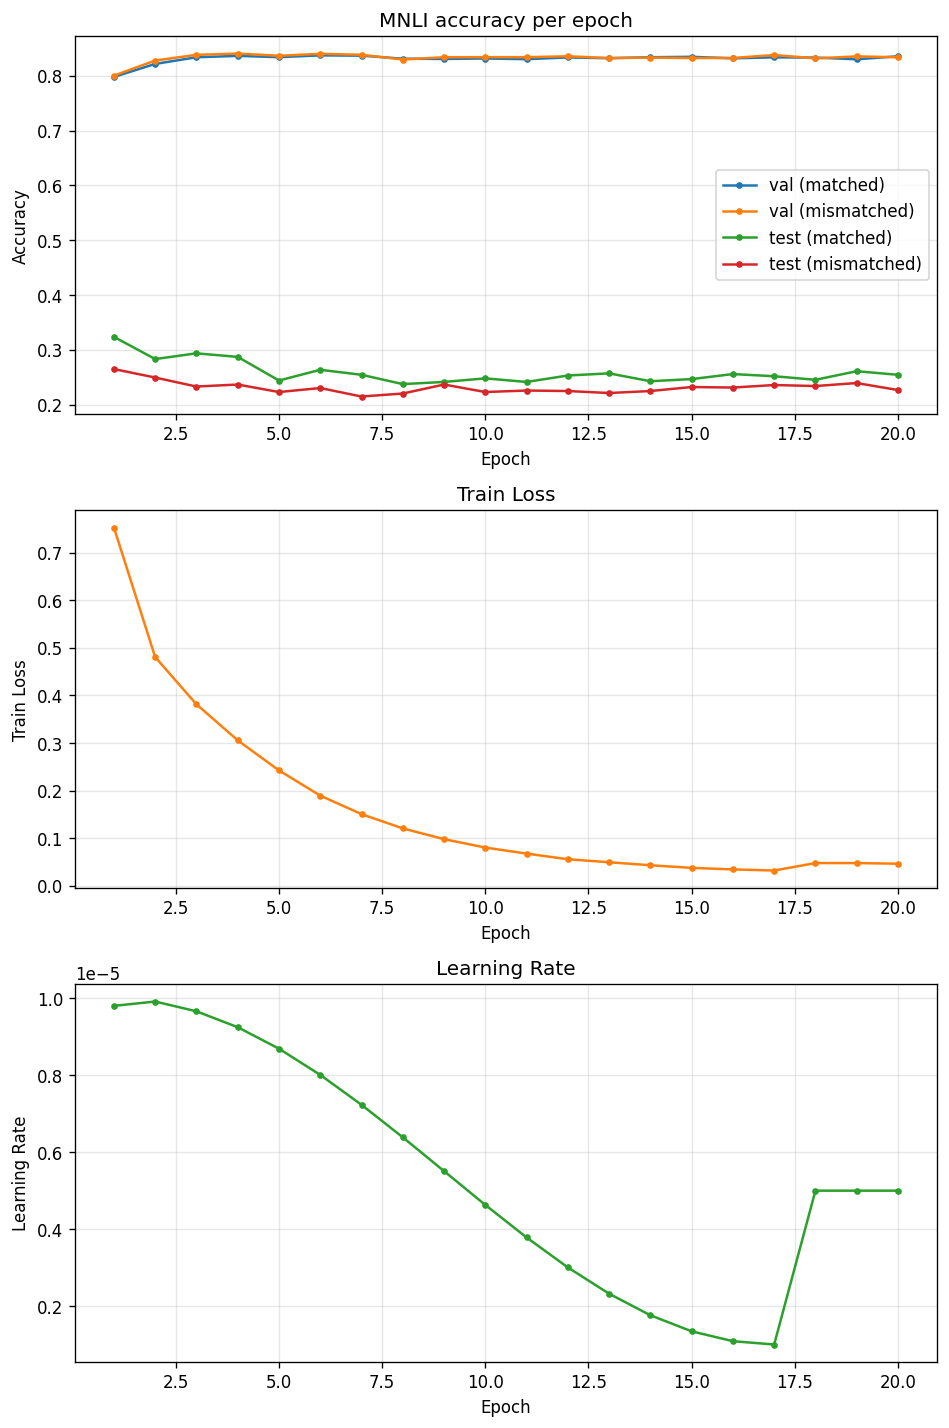 MNLI accuracy per epoch
Accuracy
0.8
0.7
0.6
0.5
0.4
0.3
0.2
val (matched)
val (mismatched)
test (matched)
test (mismatched)
2.5 5.0 7.5 10.0 12.5 15.0 17.5 20.0
Epoch
Train Loss
Train Loss
0.7
0.6
0.5
0.4
0.3
0.2
0.1
0.0
2.5 5.0 7.5 10.0 12.5 15.0 17.5 20.0
Epoch
Learning Rate
1e−5
Learning Rate
1.0
0.8
0.6
0.4
0.2
2.5 5.0 7.5 10.0 12.5 15.0 17.5 20.0
Epoch